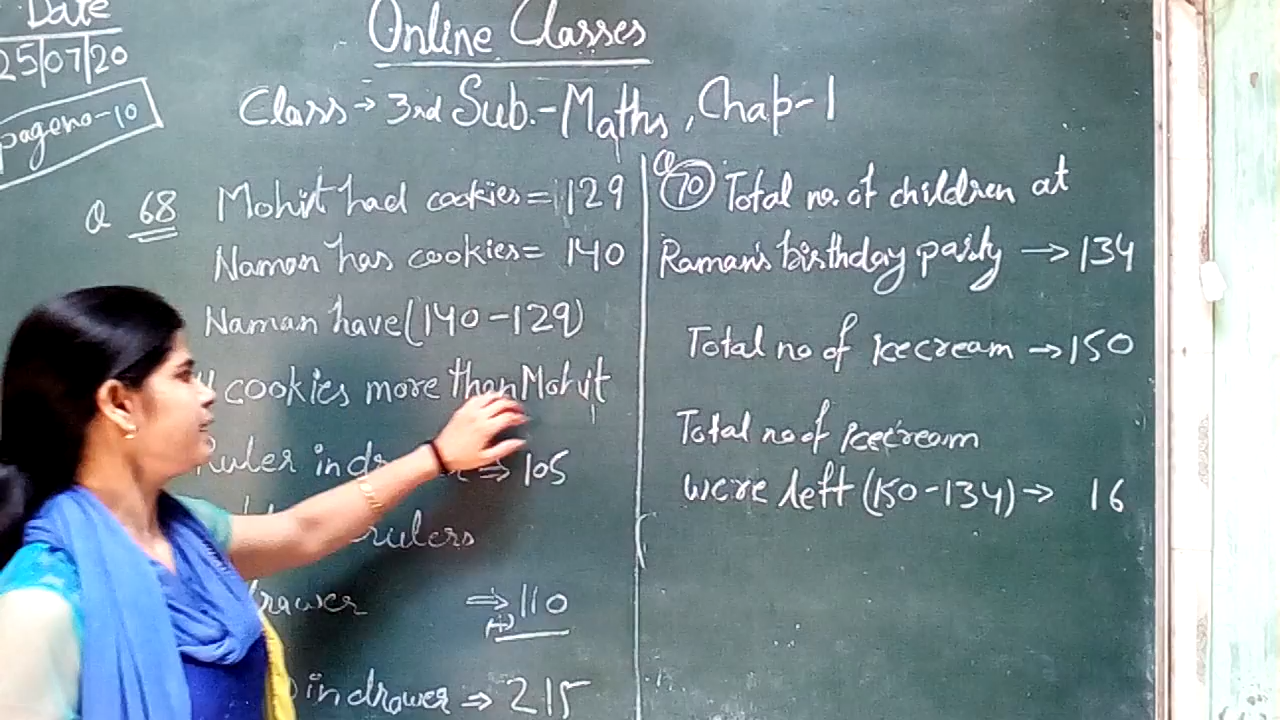 Date
25/07/20
pageno-10
Online Classes
Class → 3rd Sub.-Maths, Chap-1
Q 68 Mohit had cookies = 129
Naman has cookies = 140
Naman have (140-129)
cookies more than Mohit
Ruler in ⇒ 105
rulers
drawer ⇒ 110
(+)
in drawer ⇒ 215
Q 70 Total no. of children at
Raman's birthday party → 134
Total no of icecream → 150
Total no of icecream
were left (150-134) → 16